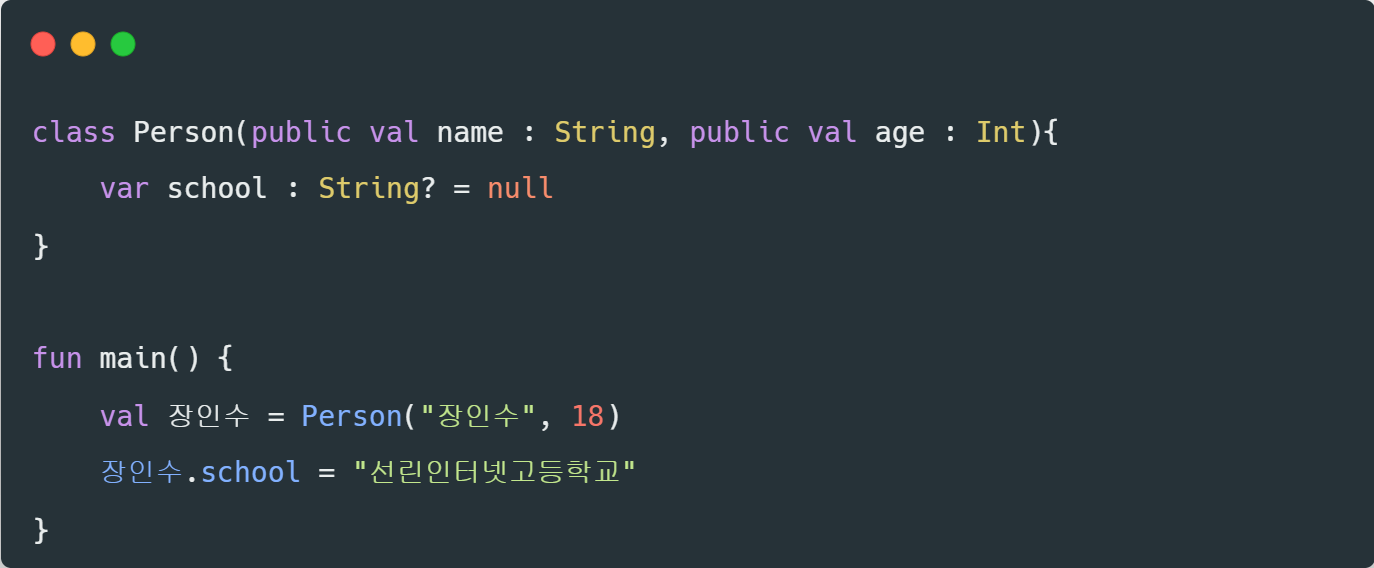 class Person(public val name : String, public val age : Int){
    var school : String? = null
}
fun main() {
    val 장인수 = Person("장인수", 18)
    장인수.school = "선린인터넷고등학교"
}